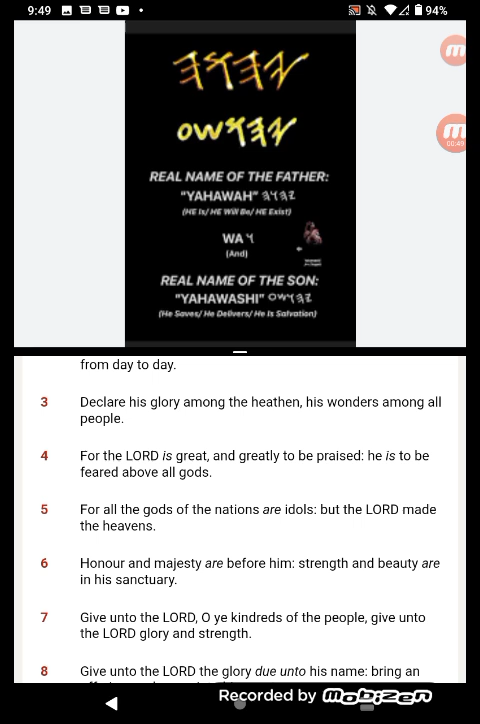 9:49 94%
𐤉𐤄𐤅𐤄
𐤉𐤄𐤅𐤔𐤏
REAL NAME OF THE FATHER:
"YAHAWAH" 𐤉𐤄𐤅𐤄
(HE Is/ HE Will Be/ HE Exist)
WA 𐤅
(And)
REAL NAME OF THE SON:
"YAHAWASHI" 𐤉𐤄𐤅𐤔𐤏
(He Saves/ He Delivers/ He Is Salvation)
00:49
from day to day.
3 Declare his glory among the heathen, his wonders among all
people.
4 For the LORD is great, and greatly to be praised: he is to be
feared above all gods.
5 For all the gods of the nations are idols: but the LORD made
the heavens.
6 Honour and majesty are before him: strength and beauty are
in his sanctuary.
7 Give unto the LORD, O ye kindreds of the people, give unto
the LORD glory and strength.
8 Give unto the LORD the glory due unto his name: bring an
Recorded by mobizen